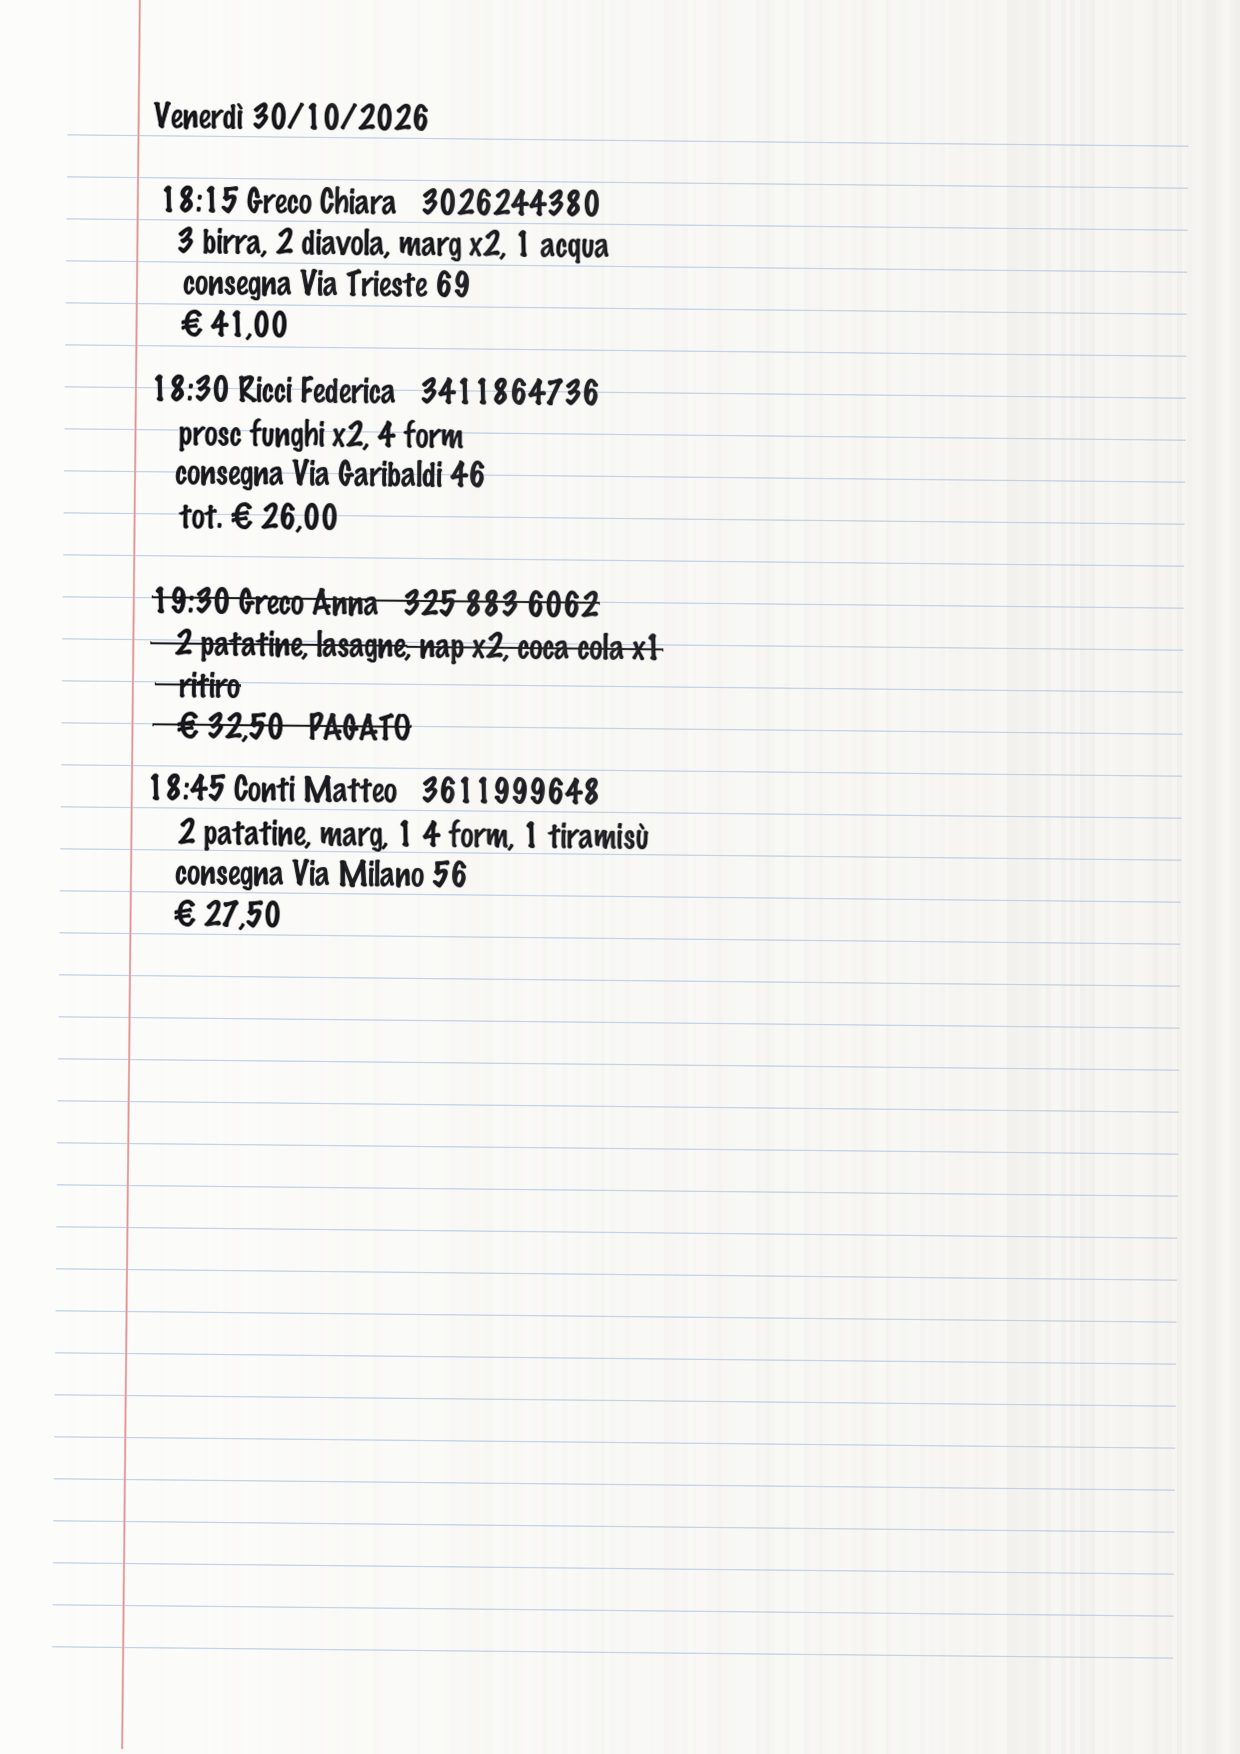 Venerdì 30/10/2026
18:15 Greco Chiara 3026244380
3 birra, 2 diavola, marg x2, 1 acqua
consegna Via Trieste 69
€ 41,00
18:30 Ricci Federica 3411864736
prosc funghi x2, 4 form
consegna Via Garibaldi 46
tot. € 26,00
19:30 Greco Anna 325 883 6062
2 patatine, lasagne, nap x2, coca cola x1
ritiro
€ 32,50 PAGATO
18:45 Conti Matteo 3611999648
2 patatine, marg, 1 4 form, 1 tiramisù
consegna Via Milano 56
€ 27,50